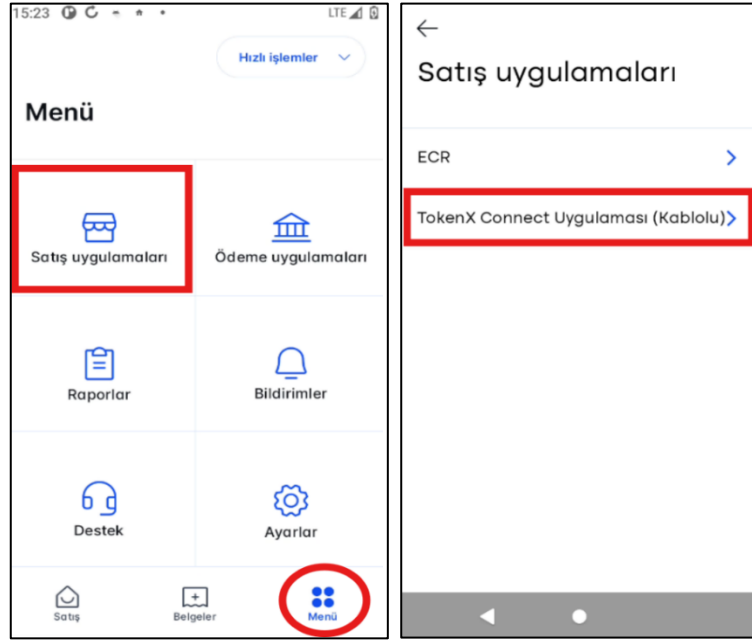 15:23
LTE
Hızlı işlemler
Menü
Satış uygulamaları
Ödeme uygulamaları
Raporlar
Bildirimler
Destek
Ayarlar
Satış
Belgeler
Menü
Satış uygulamaları
ECR
TokenX Connect Uygulaması (Kablolu)